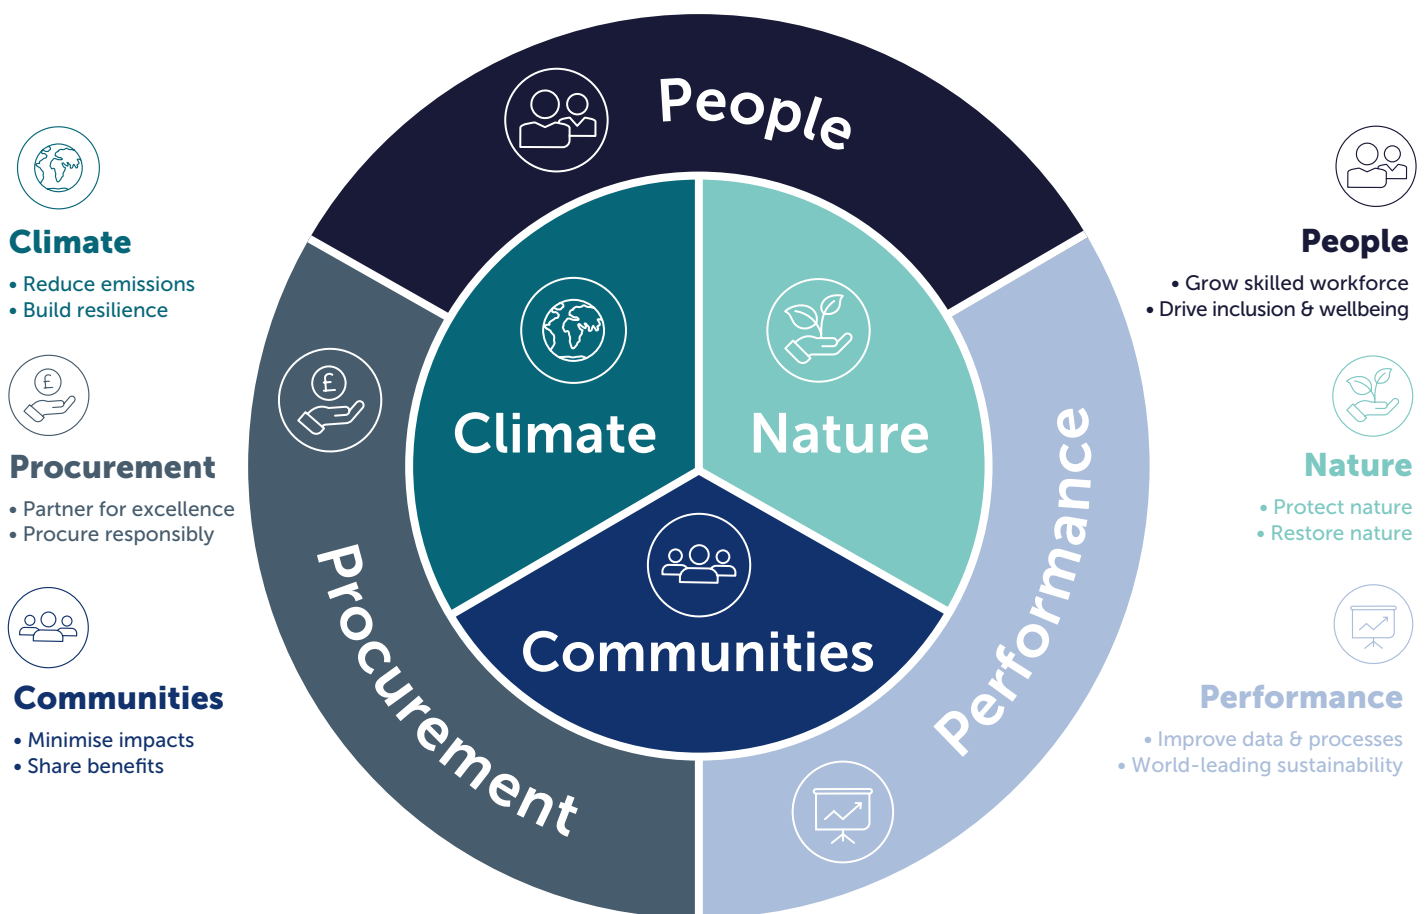 Climate
• Reduce emissions
• Build resilience
£
Procurement
• Partner for excellence
• Procure responsibly
Communities
• Minimise impacts
• Share benefits
People
Climate
Nature
Communities
£
Procurement
Performance
People
• Grow skilled workforce
• Drive inclusion & wellbeing
Nature
• Protect nature
• Restore nature
Performance
• Improve data & processes
• World-leading sustainability